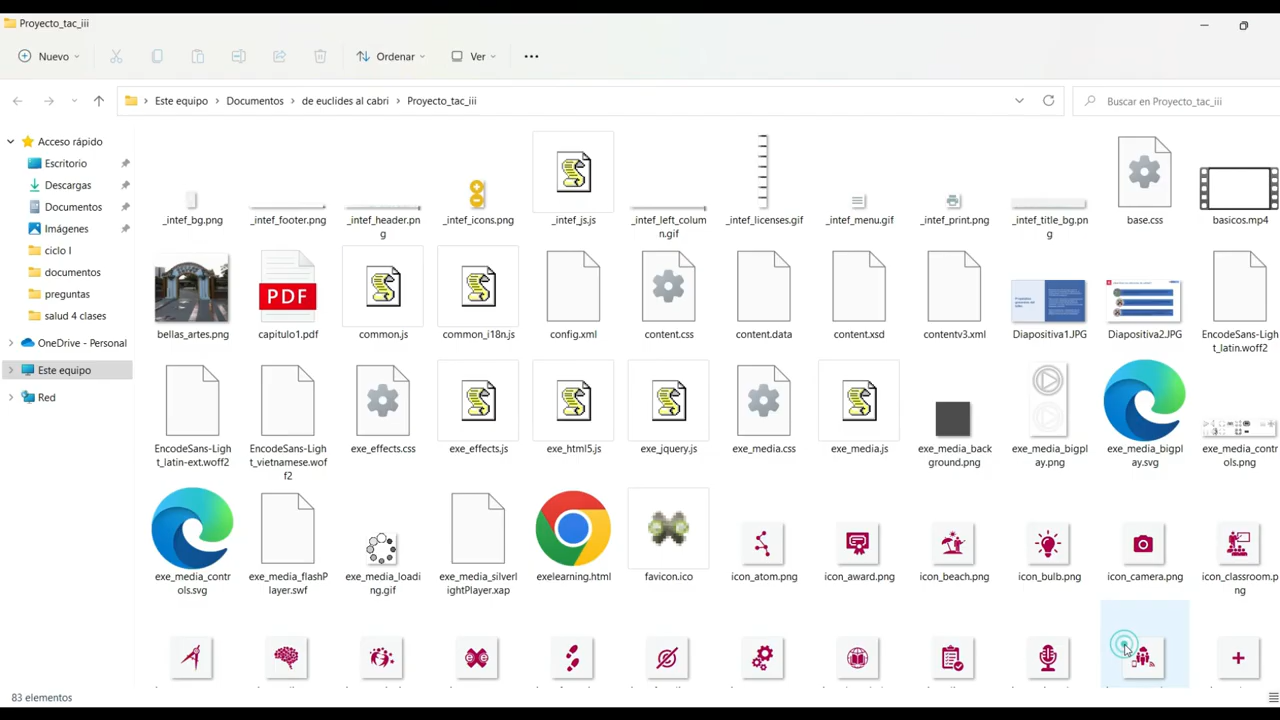 Proyecto_tac_iii
Nuevo
Ordenar
Ver
Este equipo > Documentos > de euclides al cabri > Proyecto_tac_iii
Buscar en Proyecto_tac_iii
Acceso rápido
Escritorio
Descargas
Documentos
Imágenes
ciclo I
documentos
preguntas
salud 4 clases
OneDrive - Personal
Este equipo
Red
_intef_bg.png
_intef_footer.png
_intef_header.pn
g
_intef_icons.png
_intef_js.js
_intef_left_colum
n.gif
_intef_licenses.gif
_intef_menu.gif
_intef_print.png
_intef_title_bg.pn
g
base.css
basicos.mp4
bellas_artes.png
PDF
capitulo1.pdf
common.js
common_i18n.js
config.xml
content.css
content.data
content.xsd
contentv3.xml
Diapositiva1.JPG
Diapositiva2.JPG
EncodeSans-Lig
ht_latin.woff2
EncodeSans-Ligh
t_latin-ext.woff2
EncodeSans-Ligh
t_vietnamese.wof
f2
exe_effects.css
exe_effects.js
exe_html5.js
exe_jquery.js
exe_media.css
exe_media.js
exe_media_back
ground.png
exe_media_bigpl
ay.png
exe_media_bigpl
ay.svg
exe_media_contr
ols.png
exe_media_contr
ols.svg
exe_media_flashP
layer.swf
exe_media_loadi
ng.gif
exe_media_silverl
ightPlayer.xap
exelearning.html
favicon.ico
icon_atom.png
icon_award.png
icon_beach.png
icon_bulb.png
icon_camera.png
icon_classroom.p
ng
83 elementos